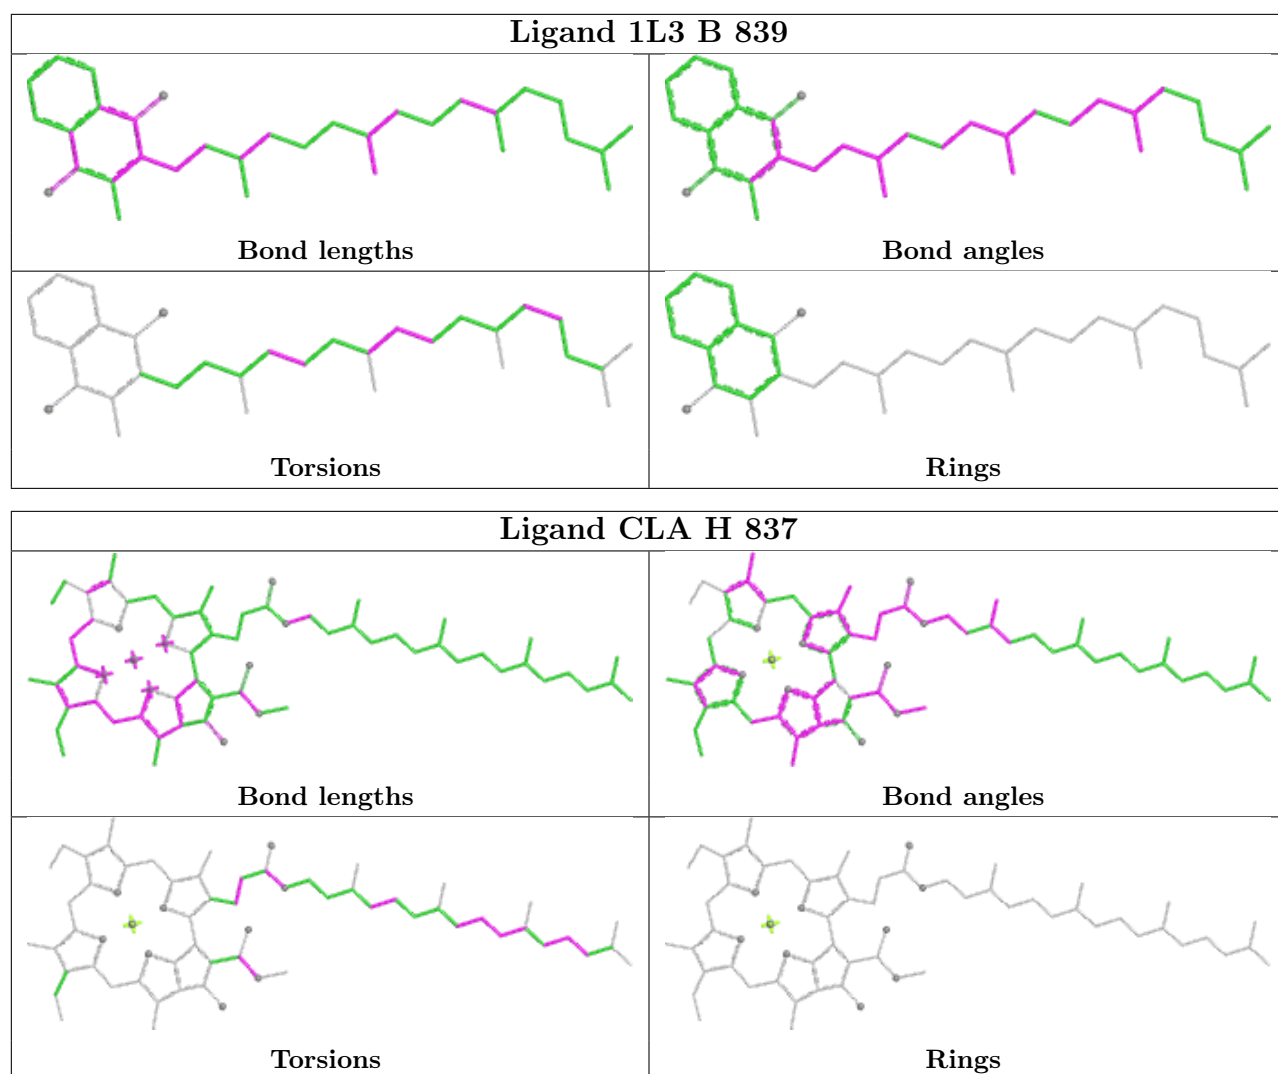 Ligand 1L3 B 839
Bond lengths
Bond angles
Torsions
Rings
Ligand CLA H 837
Bond lengths
Bond angles
Torsions
Rings